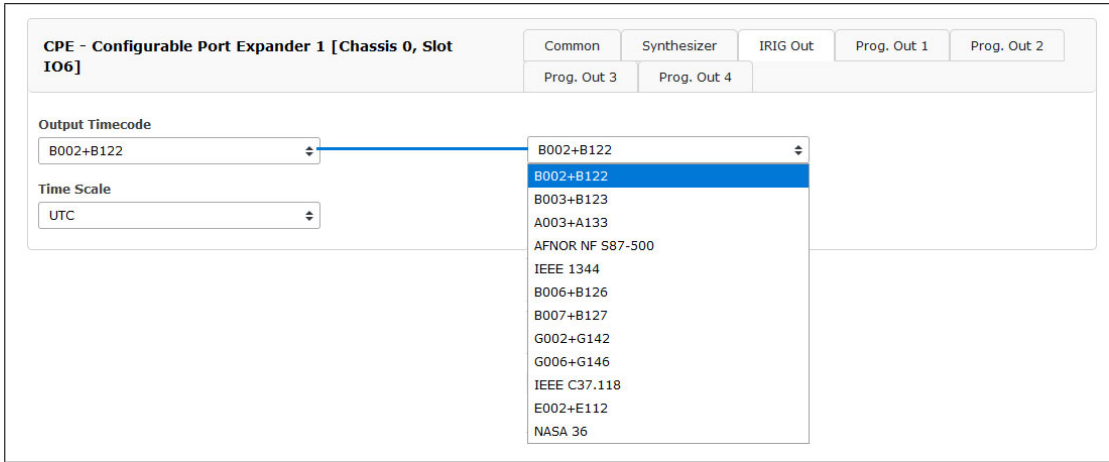 CPE - Configurable Port Expander 1 [Chassis 0, Slot
IO6]
Common
Synthesizer
IRIG Out
Prog. Out 1
Prog. Out 2
Prog. Out 3
Prog. Out 4
Output Timecode
B002+B122
Time Scale
UTC
B002+B122
B002+B122
B003+B123
A003+A133
AFNOR NF S87-500
IEEE 1344
B006+B126
B007+B127
G002+G142
G006+G146
IEEE C37.118
E002+E112
NASA 36